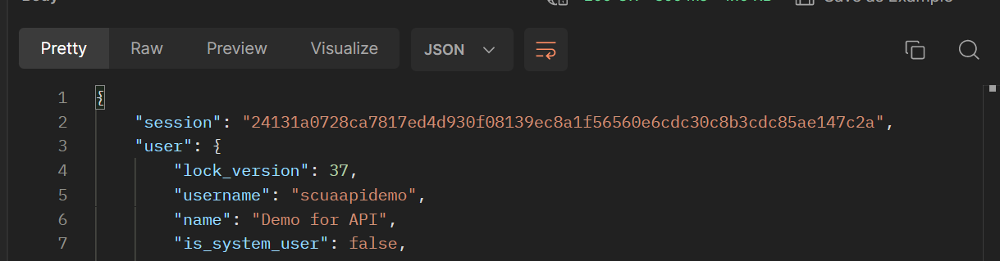 Pretty Raw Preview Visualize JSON
1 {
2 "session": "24131a0728ca7817ed4d930f08139ec8a1f56560e6cdc30c8b3cdc85ae147c2a",
3 "user": {
4 "lock_version": 37,
5 "username": "scuaapidemo",
6 "name": "Demo for API",
7 "is_system_user": false,